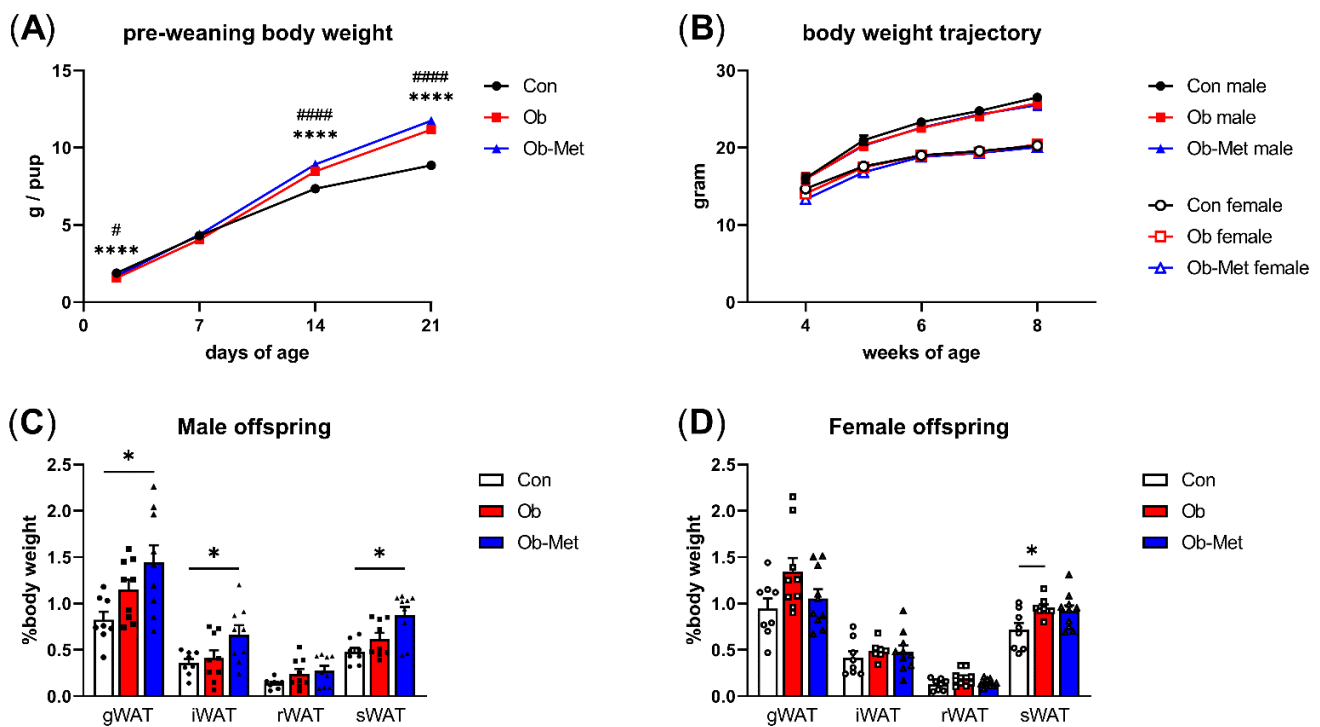 (A)
pre-weaning body weight
15
10
5
0
g / pup
#
****
####
****
####
****
0 7 14 21
days of age
Con
Ob
Ob-Met
(B)
body weight trajectory
30
20
10
0
gram
4 6 8
weeks of age
Con male
Ob male
Ob-Met male
Con female
Ob female
Ob-Met female
(C)
Male offspring
2.5
2.0
1.5
1.0
0.5
0.0
%body weight
*
*
*
gWAT iWAT rWAT sWAT
Con
Ob
Ob-Met
(D)
Female offspring
2.5
2.0
1.5
1.0
0.5
0.0
%body weight
*
gWAT iWAT rWAT sWAT
Con
Ob
Ob-Met